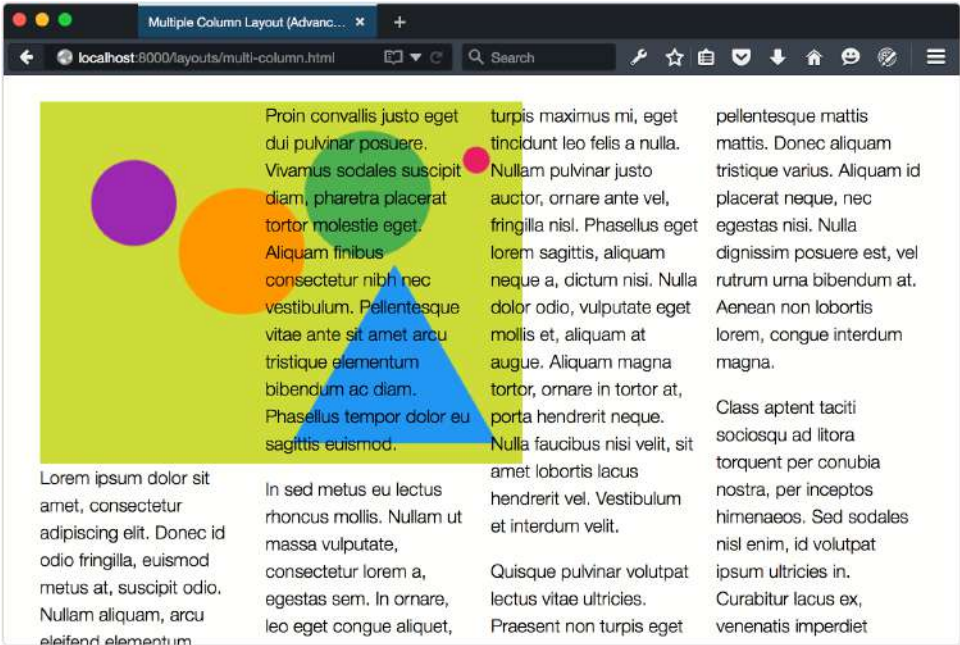 Multiple Column Layout (Advanc...
localhost:8000/layouts/multi-column.html
Search
Lorem ipsum dolor sit
amet, consectetur
adipiscing elit. Donec id
odio fringilla, euismod
metus at, suscipit odio.
Nullam aliquam, arcu
eleifend elementum
Proin convallis justo eget
dui pulvinar posuere.
Vivamus sodales suscipit
diam, pharetra placerat
tortor molestie eget.
Aliquam finibus
consectetur nibh nec
vestibulum. Pellentesque
vitae ante sit amet arcu
tristique elementum
bibendum ac diam.
Phasellus tempor dolor eu
sagittis euismod.
In sed metus eu lectus
rhoncus mollis. Nullam ut
massa vulputate,
consectetur lorem a,
egestas sem. In ornare,
leo eget congue aliquet,
turpis maximus mi, eget
tincidunt leo felis a nulla.
Nullam pulvinar justo
auctor, ornare ante vel,
fringilla nisl. Phasellus eget
lorem sagittis, aliquam
neque a, dictum nisi. Nulla
dolor odio, vulputate eget
mollis et, aliquam at
augue. Aliquam magna
tortor, ornare in tortor at,
porta hendrerit neque.
Nulla faucibus nisi velit, sit
amet lobortis lacus
hendrerit vel. Vestibulum
et interdum velit.
Quisque pulvinar volutpat
lectus vitae ultricies.
Praesent non turpis eget
pellentesque mattis
mattis. Donec aliquam
tristique varius. Aliquam id
placerat neque, nec
egestas nisi. Nulla
dignissim posuere est, vel
rutrum urna bibendum at.
Aenean non lobortis
lorem, congue interdum
magna.
Class aptent taciti
sociosqu ad litora
torquent per conubia
nostra, per inceptos
himenaeos. Sed sodales
nisl enim, id volutpat
ipsum ultricies in.
Curabitur lacus ex,
venenatis imperdiet